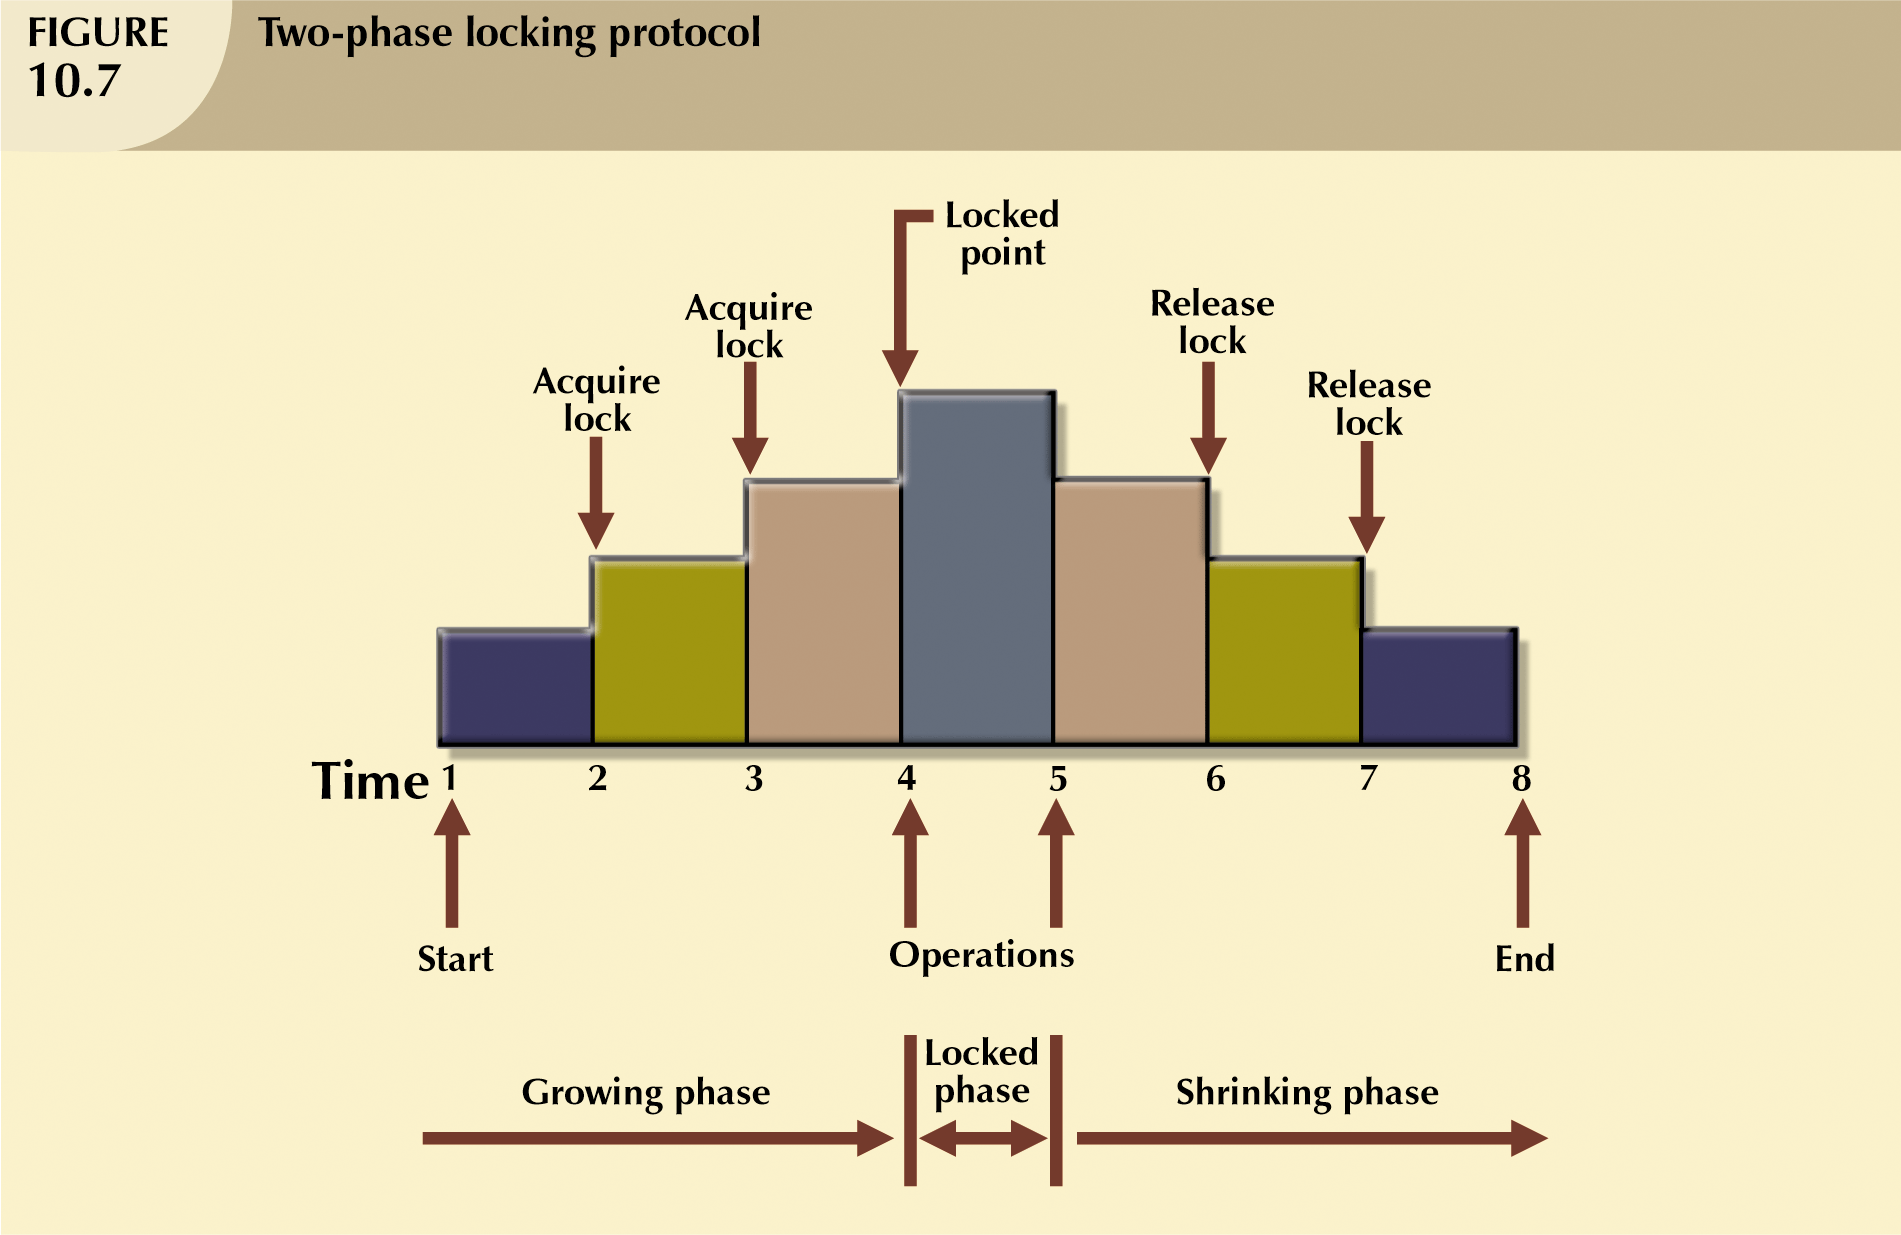 FIGURE
10.7
Two-phase locking protocol
Locked
point
Acquire
lock
Release
lock
Acquire
lock
Release
lock
Time 1 2 3 4 5 6 7 8
Start
Operations
End
Growing phase
Locked
phase
Shrinking phase